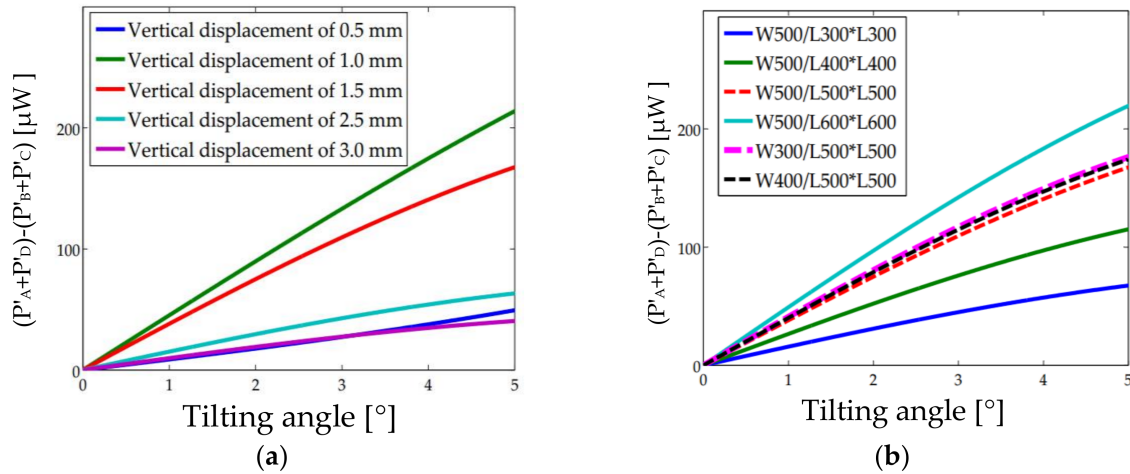 (P'A+P'D)-(P'B+P'C) [µW ]
200
100
0
Vertical displacement of 0.5 mm
Vertical displacement of 1.0 mm
Vertical displacement of 1.5 mm
Vertical displacement of 2.5 mm
Vertical displacement of 3.0 mm
0 1 2 3 4 5
Tilting angle [°]
(a)
(P'A+P'D)-(P'B+P'C) [µW ]
200
100
0
W500/L300*L300
W500/L400*L400
W500/L500*L500
W500/L600*L600
W300/L500*L500
W400/L500*L500
0 1 2 3 4 5
Tilting angle [°]
(b)